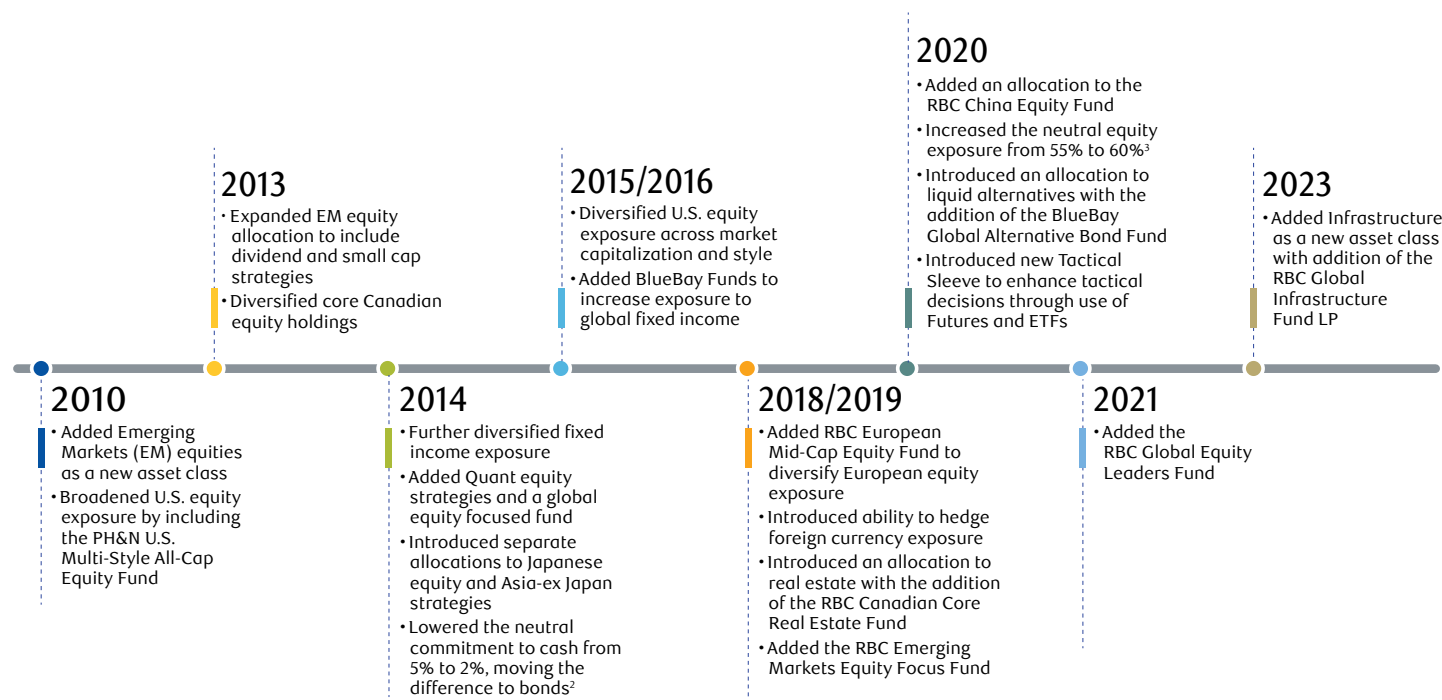 2010
• Added Emerging
Markets (EM) equities
as a new asset class
• Broadened U.S. equity
exposure by including
the PH&N U.S.
Multi-Style All-Cap
Equity Fund
2013
• Expanded EM equity
allocation to include
dividend and small cap
strategies
• Diversified core Canadian
equity holdings
2014
• Further diversified fixed
income exposure
• Added Quant equity
strategies and a global
equity focused fund
• Introduced separate
allocations to Japanese
equity and Asia-ex Japan
strategies
• Lowered the neutral
commitment to cash from
5% to 2%, moving the
difference to bonds²
2015/2016
• Diversified U.S. equity
exposure across market
capitalization and style
• Added BlueBay Funds to
increase exposure to
global fixed income
2018/2019
• Added RBC European
Mid-Cap Equity Fund to
diversify European equity
exposure
• Introduced ability to hedge
foreign currency exposure
• Introduced an allocation to
real estate with the addition
of the RBC Canadian Core
Real Estate Fund
• Added the RBC Emerging
Markets Equity Focus Fund
2020
• Added an allocation to the
RBC China Equity Fund
• Increased the neutral equity
exposure from 55% to 60%³
• Introduced an allocation to
liquid alternatives with the
addition of the BlueBay
Global Alternative Bond Fund
• Introduced new Tactical
Sleeve to enhance tactical
decisions through use of
Futures and ETFs
2021
• Added the
RBC Global Equity
Leaders Fund
2023
• Added Infrastructure
as a new asset class
with addition of the
RBC Global
Infrastructure
Fund LP